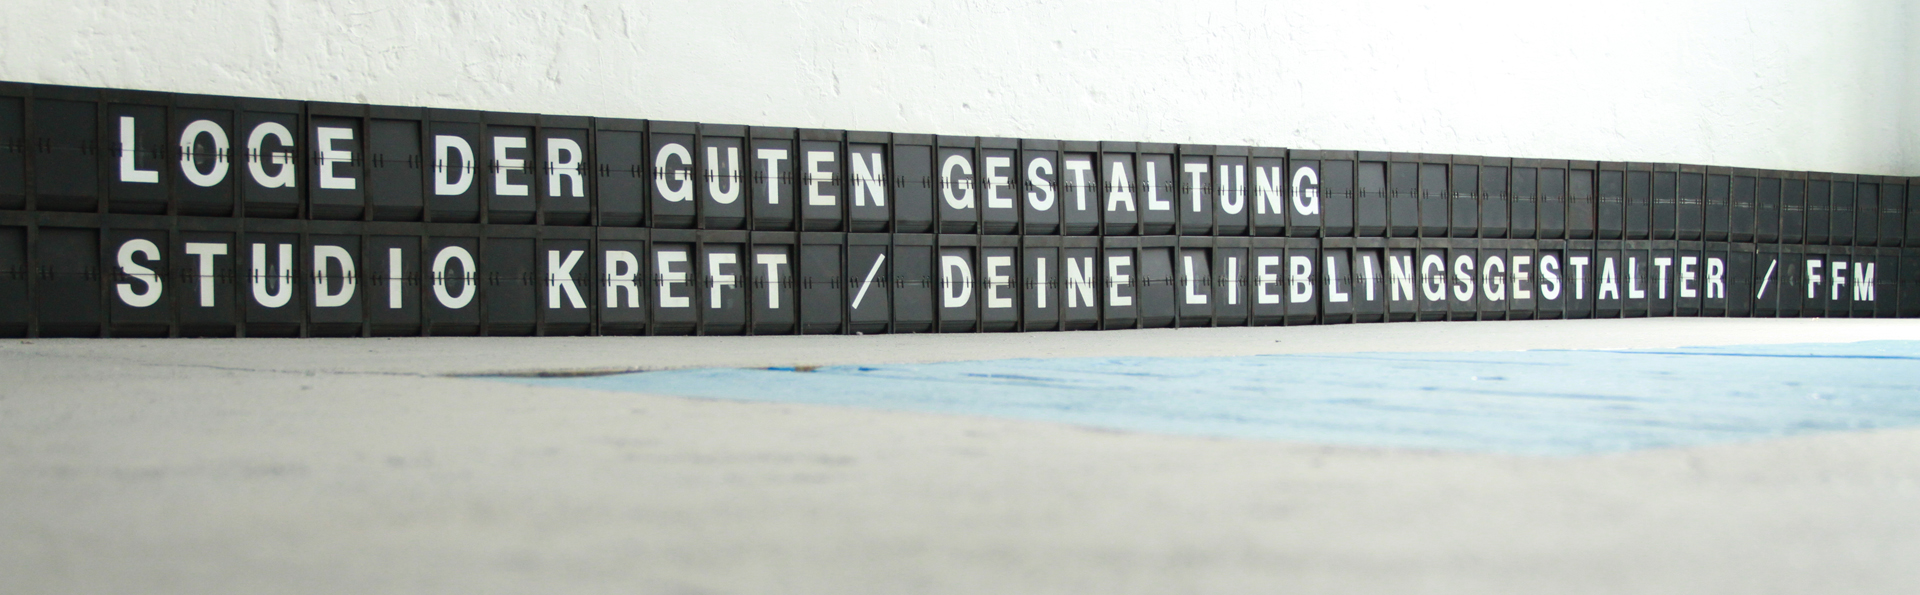 LOGE DER GUTEN GESTALTUNG
STUDIO KREFT / DEINE LIEBLINGSGESTALTER / FFM